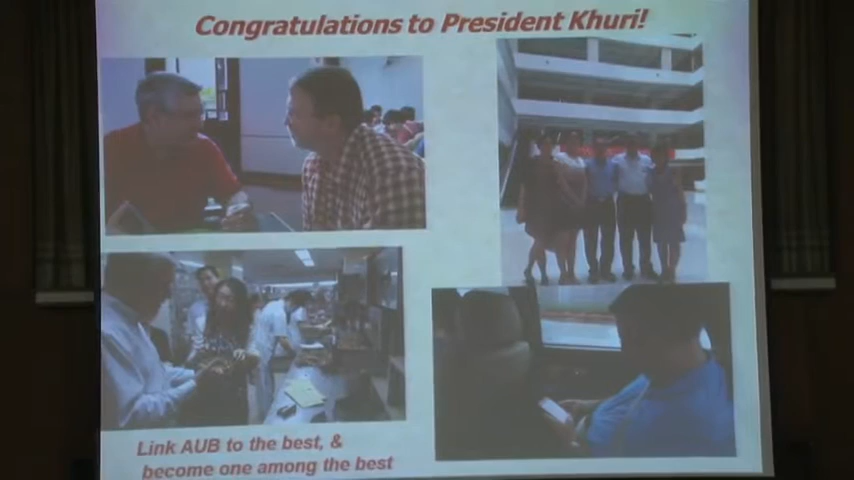 Congratulations to President Khuri!
Link AUB to the best, &
become one among the best